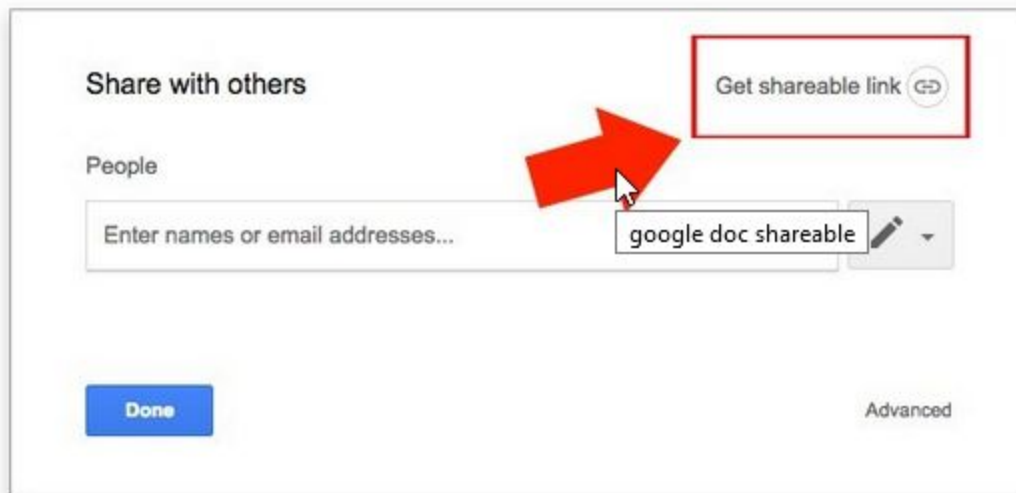 Share with others
Get shareable link
People
Enter names or email addresses...
google doc shareable
Done
Advanced